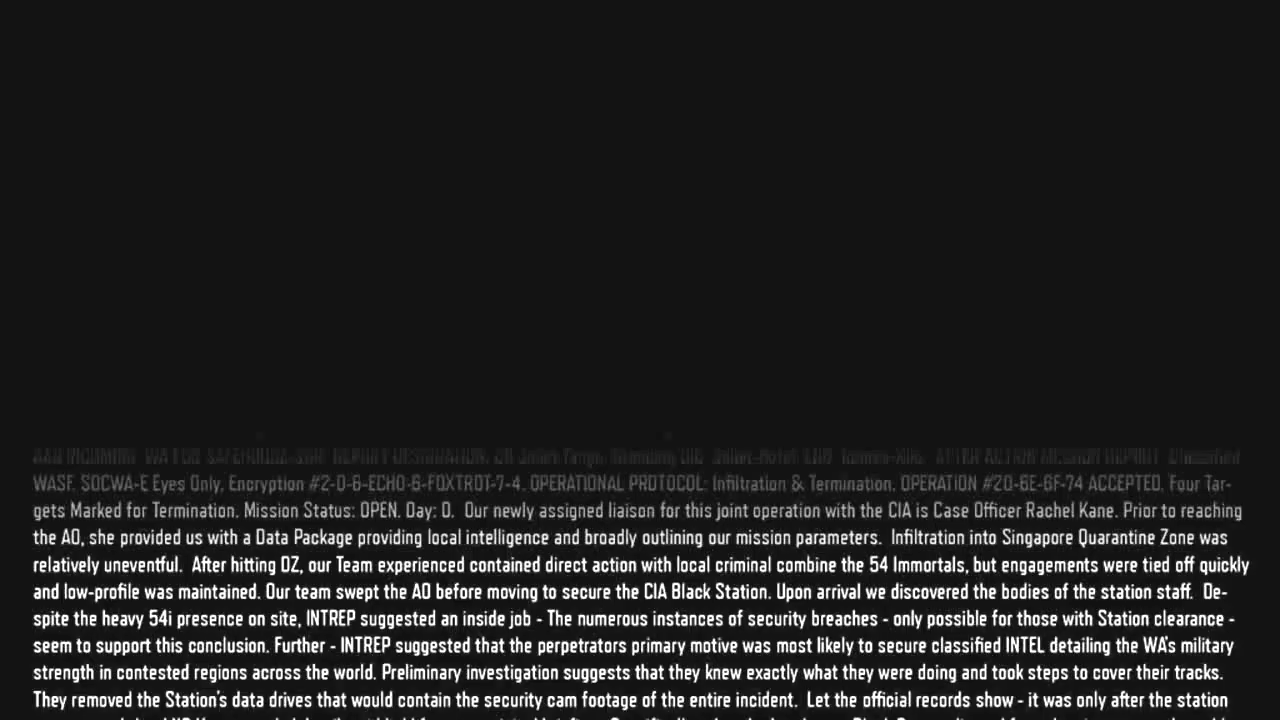 AFTER ACTION MISSION REPORT. Classified
WASF. SOCWA-E Eyes Only, Encryption #2-0-6-ECHO-6-FOXTROT-7-4. OPERATIONAL PROTOCOL: Infiltration & Termination. OPERATION #20-6E-6F-74 ACCEPTED. Four Tar-
gets Marked for Termination. Mission Status: OPEN. Day: 0. Our newly assigned liaison for this joint operation with the CIA is Case Officer Rachel Kane. Prior to reaching
the AO, she provided us with a Data Package providing local intelligence and broadly outlining our mission parameters. Infiltration into Singapore Quarantine Zone was
relatively uneventful. After hitting DZ, our Team experienced contained direct action with local criminal combine the 54 Immortals, but engagements were tied off quickly
and low-profile was maintained. Our team swept the AO before moving to secure the CIA Black Station. Upon arrival we discovered the bodies of the station staff. De-
spite the heavy 54i presence on site, INTREP suggested an inside job - The numerous instances of security breaches - only possible for those with Station clearance -
seem to support this conclusion. Further - INTREP suggested that the perpetrators primary motive was most likely to secure classified INTEL detailing the WA's military
strength in contested regions across the world. Preliminary investigation suggests that they knew exactly what they were doing and took steps to cover their tracks.
They removed the Station's data drives that would contain the security cam footage of the entire incident. Let the official records show - it was only after the station